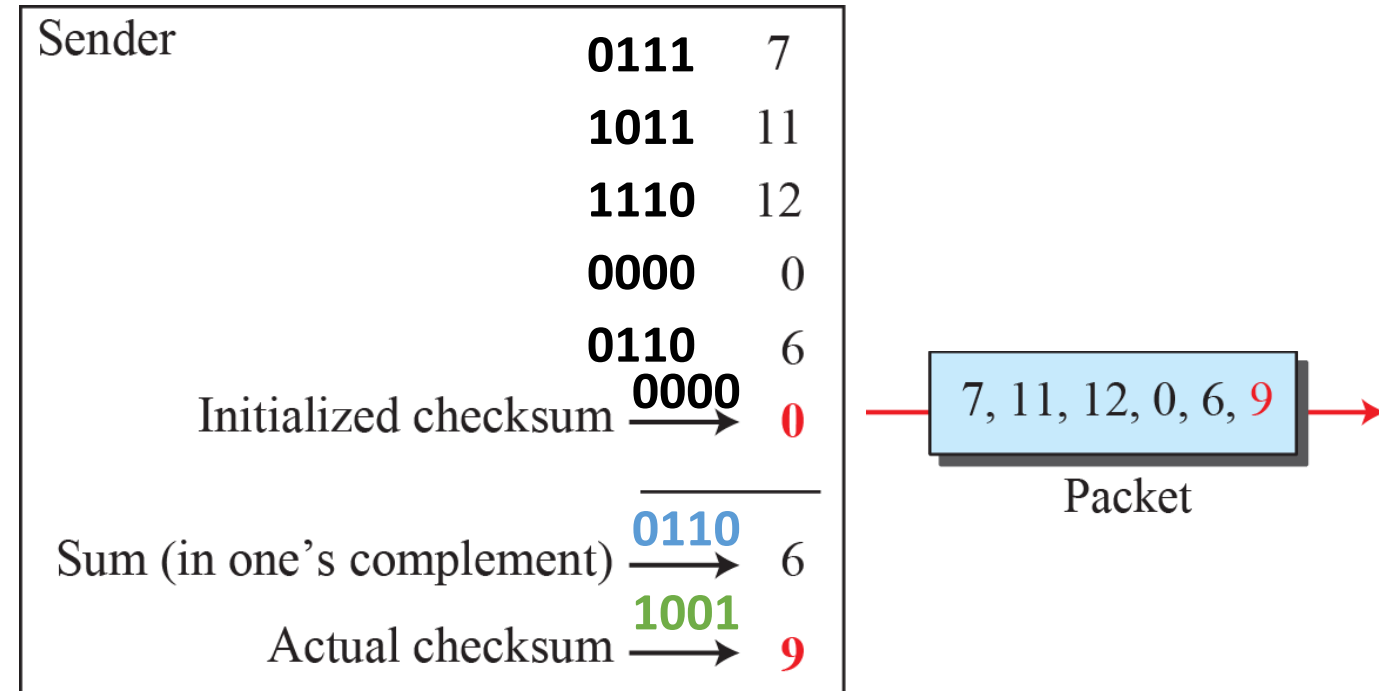 Sender
0111 7
1011 11
1110 12
0000 0
0110 6
0000
Initialized checksum 0
0110
Sum (in one’s complement) 6
1001
Actual checksum 9
7, 11, 12, 0, 6, 9
Packet